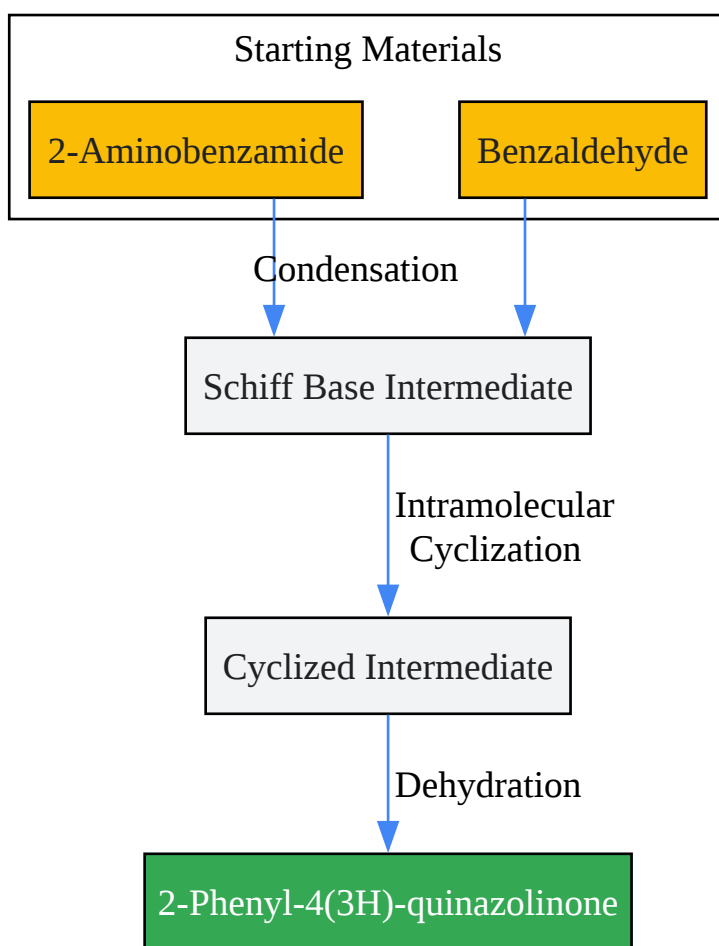 Starting Materials
2-Aminobenzamide
Benzaldehyde
Condensation
Schiff Base Intermediate
Intramolecular
Cyclization
Cyclized Intermediate
Dehydration
2-Phenyl-4(3H)-quinazolinone